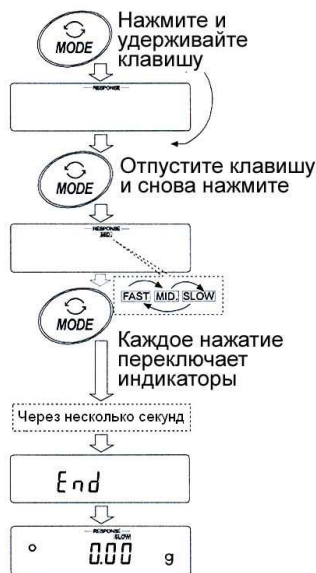 MODE
Нажмите и
удерживайте
клавишу
RESPONSE
MODE
Отпустите клавишу
и снова нажмите
RESPONSE
MID.
FAST MID. SLOW
MODE
Каждое нажатие
переключает
индикаторы
Через несколько секунд
End
RESPONSE
SLOW
0.00 g